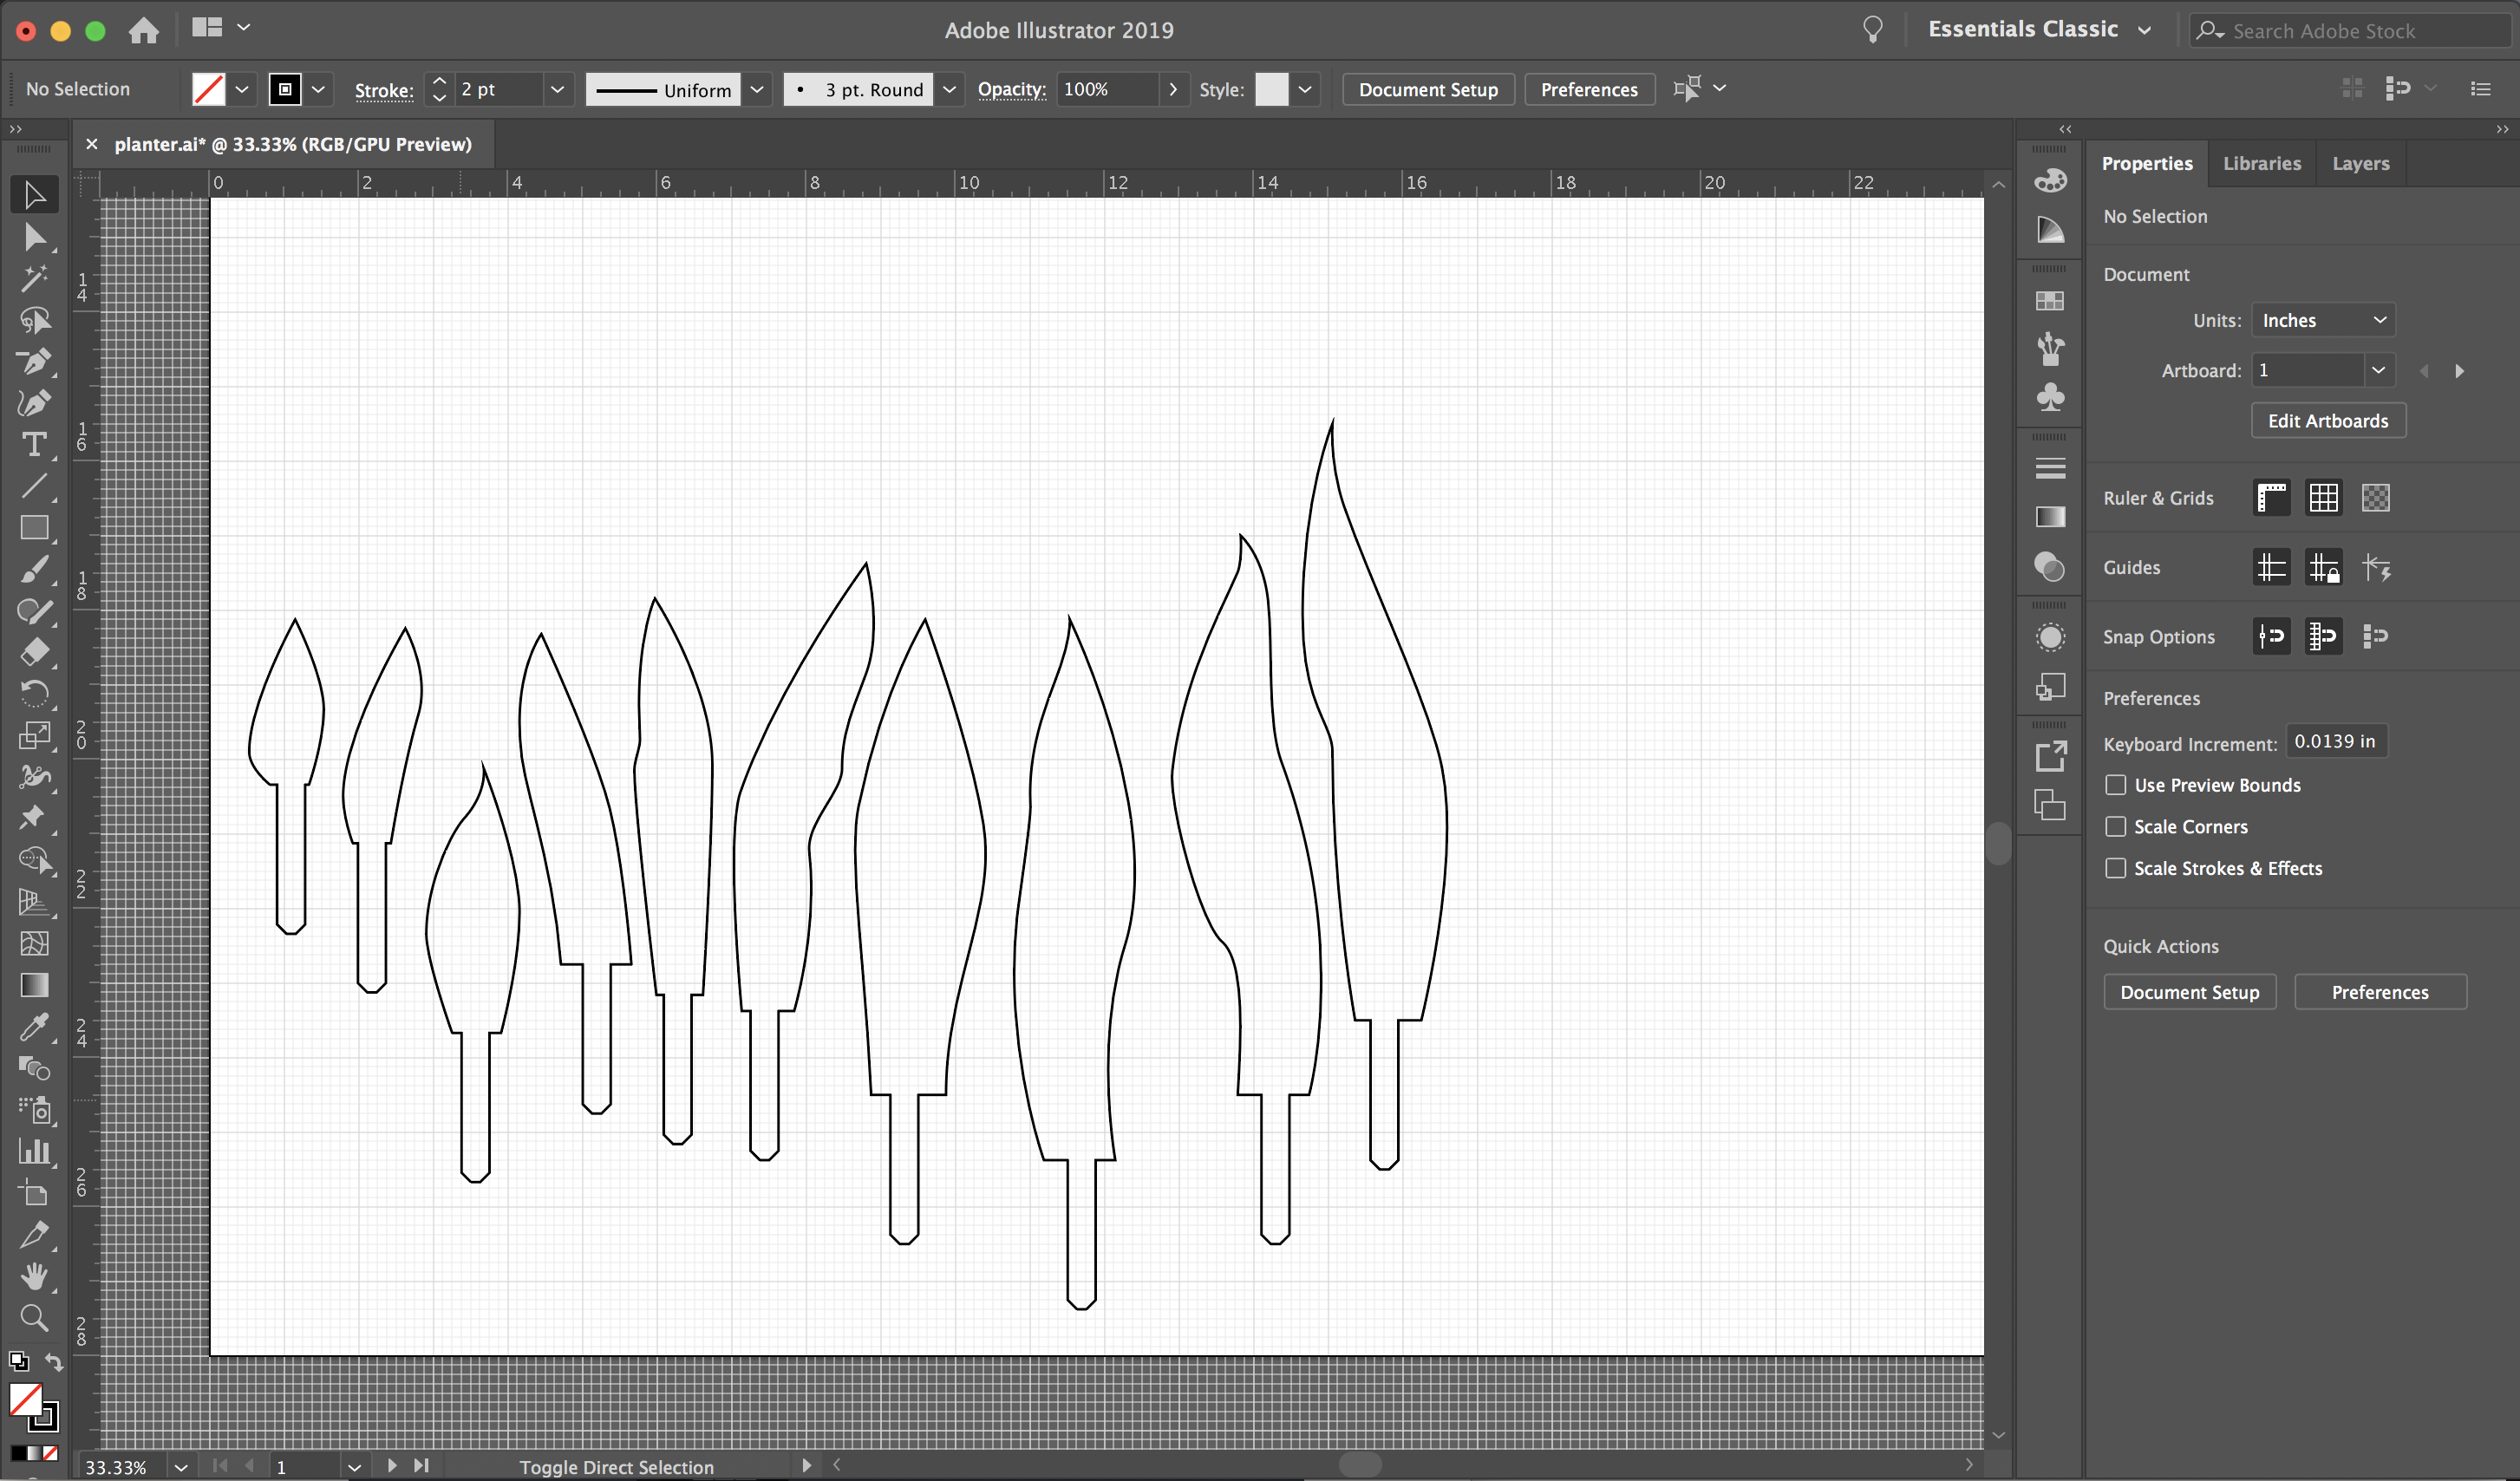 Adobe Illustrator 2019
Essentials Classic
Search Adobe Stock
No Selection
Stroke: 2 pt
Uniform
3 pt. Round
Opacity: 100%
Style:
Document Setup
Preferences
planter.ai* @ 33.33% (RGB/GPU Preview)
0 2 4 6 8 10 12 14 16 18 20 22
14
16
18
20
22
24
26
28
Properties Libraries Layers
No Selection
Document
Units: Inches
Artboard: 1
Edit Artboards
Ruler & Grids
Guides
Snap Options
Preferences
Keyboard Increment: 0.0139 in
Use Preview Bounds
Scale Corners
Scale Strokes & Effects
Quick Actions
Document Setup Preferences
33.33% 1 Toggle Direct Selection